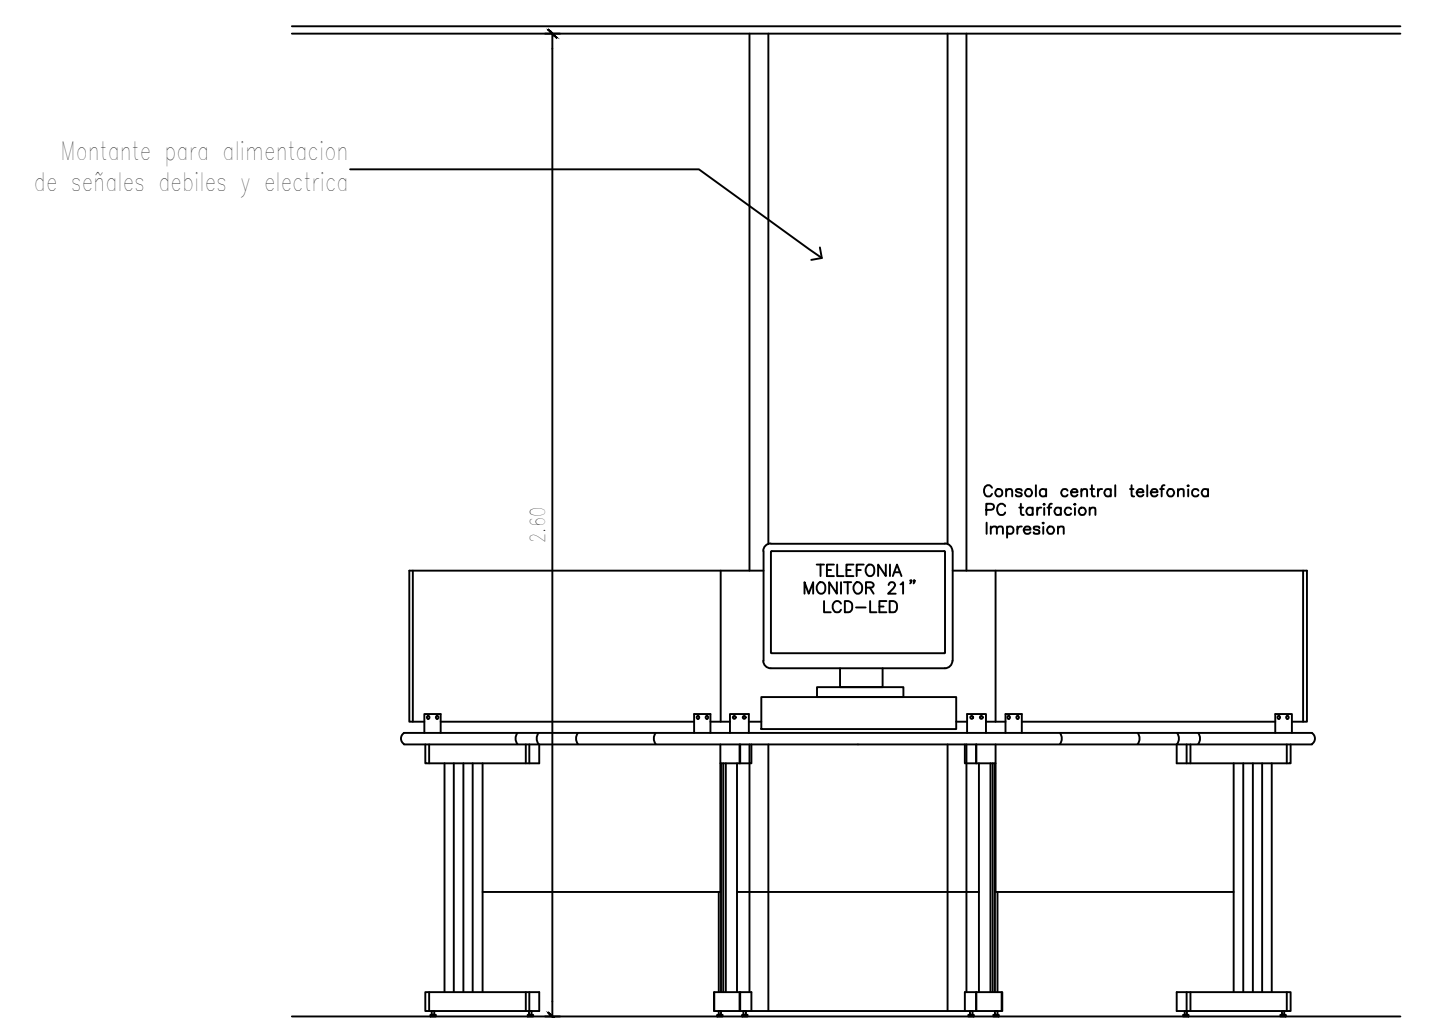 Montante para alimentacion
de señales debiles y electrica
2.60
Consola central telefonica
PC tarifacion
Impresion
TELEFONIA
MONITOR 21”
LCD-LED